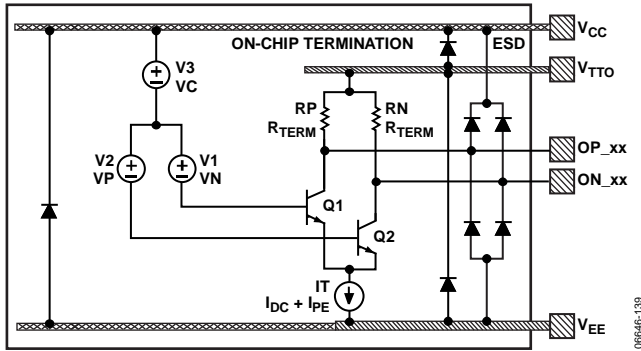 VCC
ON-CHIP TERMINATION
ESD
V3
VC
VTTO
RP
RTERM
RN
RTERM
V2
VP
V1
VN
OP_xx
ON_xx
Q1
Q2
IT
IDC + IPE
VEE
06646-139